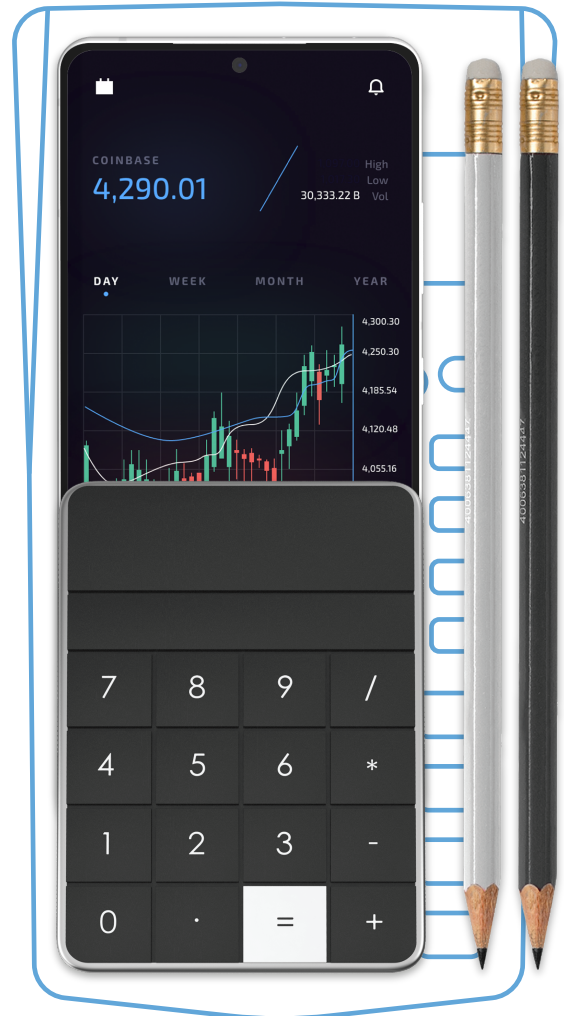 COINBASE
4,290.01
High
Low
30,333.22 B Vol
DAY WEEK MONTH YEAR
4,300.30
4,250.30
4,185.54
4,120.48
4,055.16
7 8 9 /
4 5 6 *
1 2 3 -
0 . = +